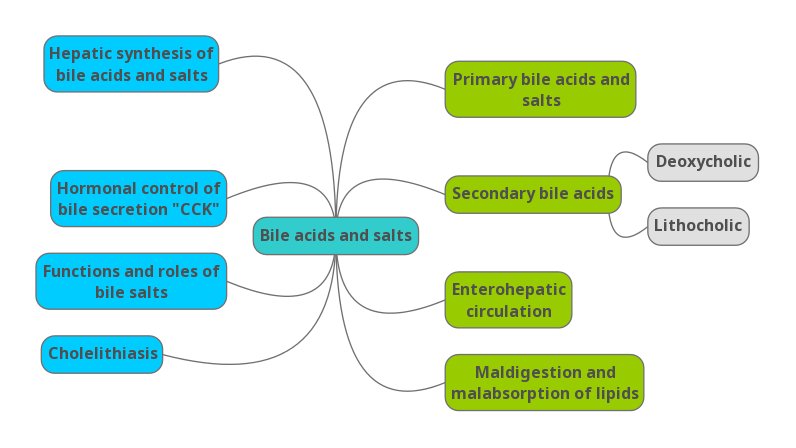 Hepatic synthesis of
bile acids and salts
Hormonal control of
bile secretion "CCK"
Functions and roles of
bile salts
Cholelithiasis
Bile acids and salts
Primary bile acids and
salts
Secondary bile acids
Deoxycholic
Lithocholic
Enterohepatic
circulation
Maldigestion and
malabsorption of lipids